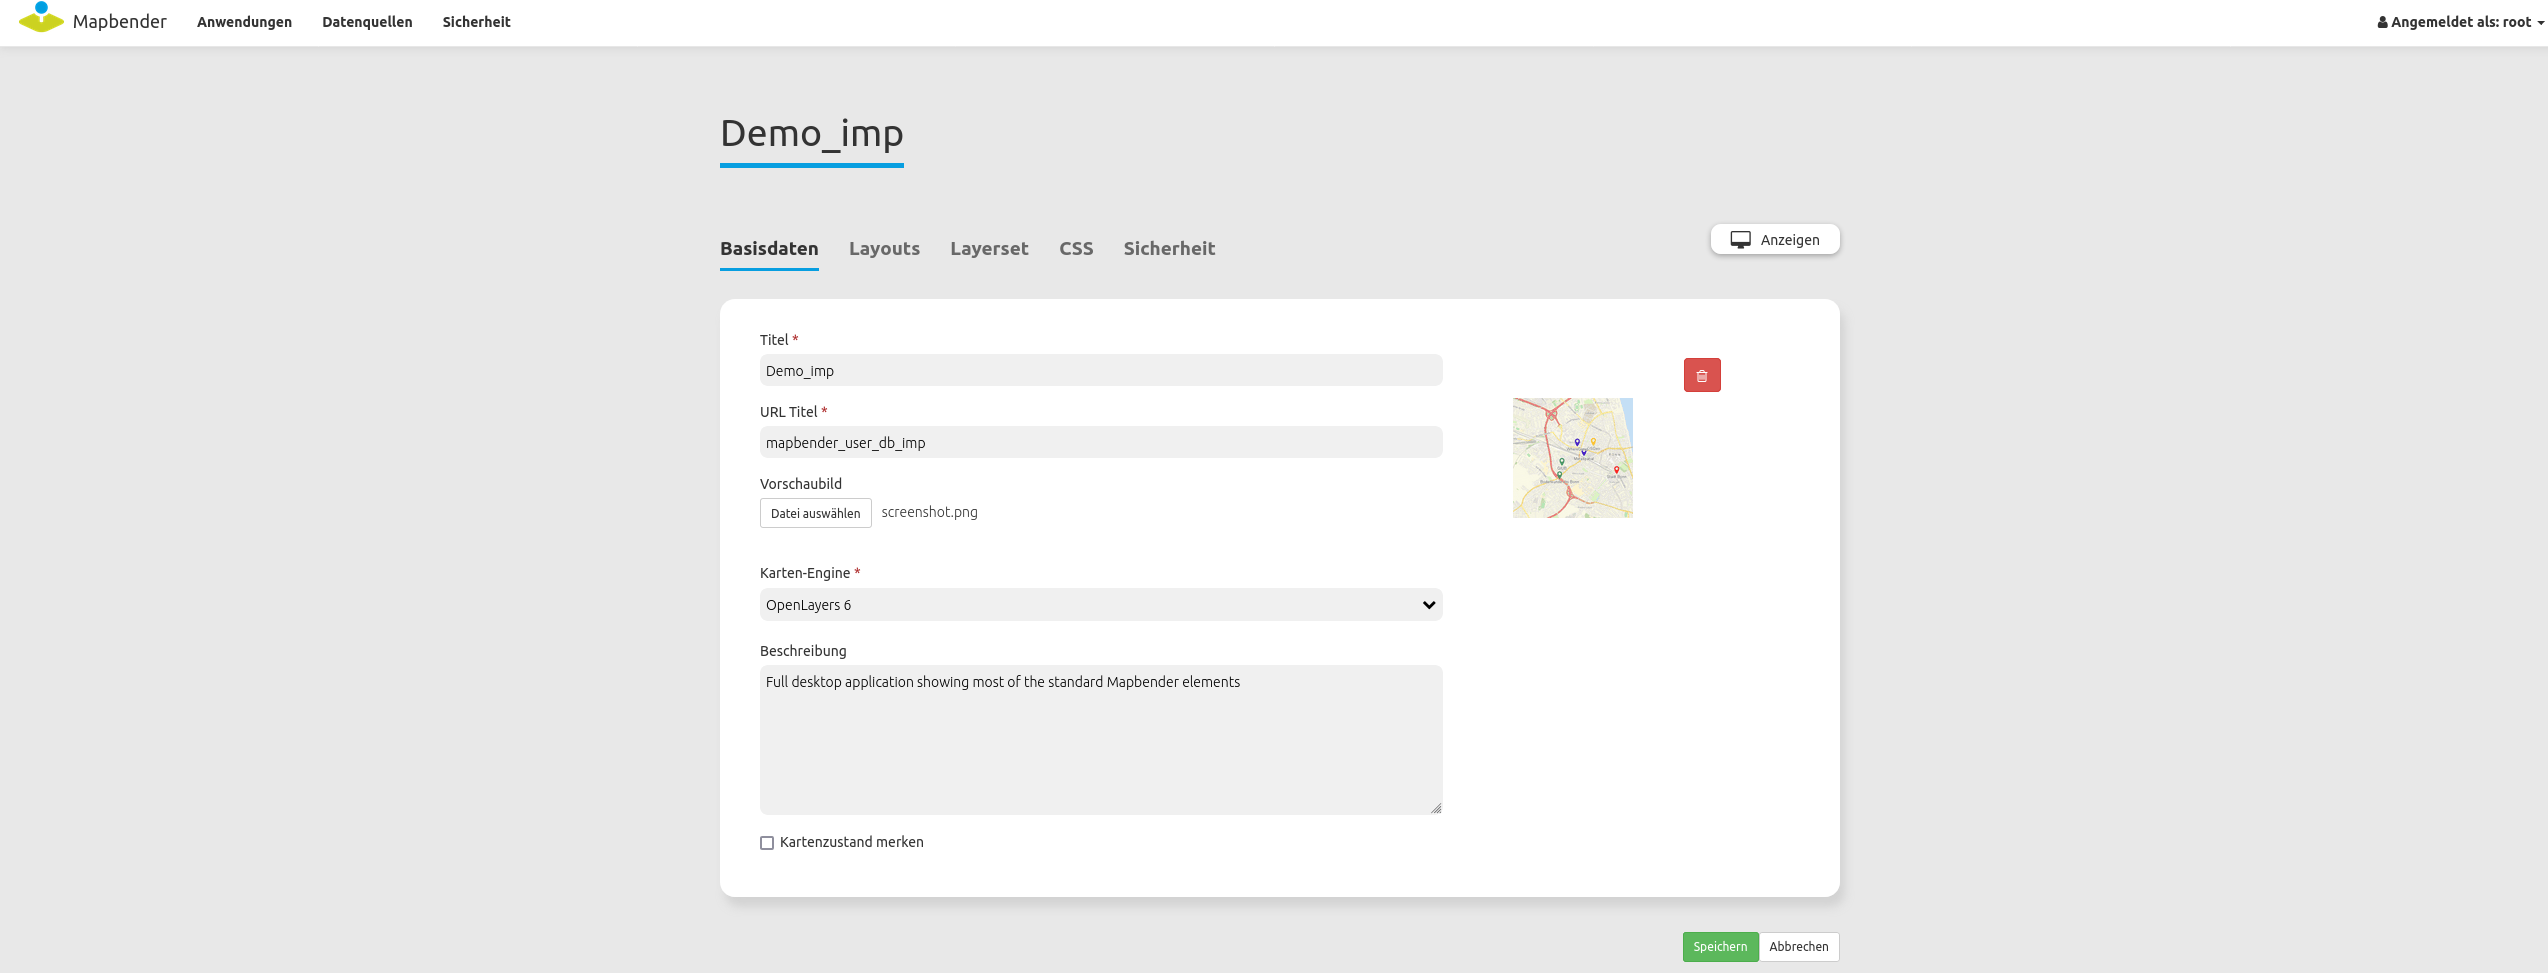 Mapbender Anwendungen Datenquellen Sicherheit Angemeldet als: root
Demo_imp
Basisdaten Layouts Layerset CSS Sicherheit Anzeigen
Titel *
Demo_imp
URL Titel *
mapbender_user_db_imp
Vorschaubild
Datei auswählen screenshot.png
Karten-Engine *
OpenLayers 6
Beschreibung
Full desktop application showing most of the standard Mapbender elements
Kartenzustand merken
Speichern Abbrechen